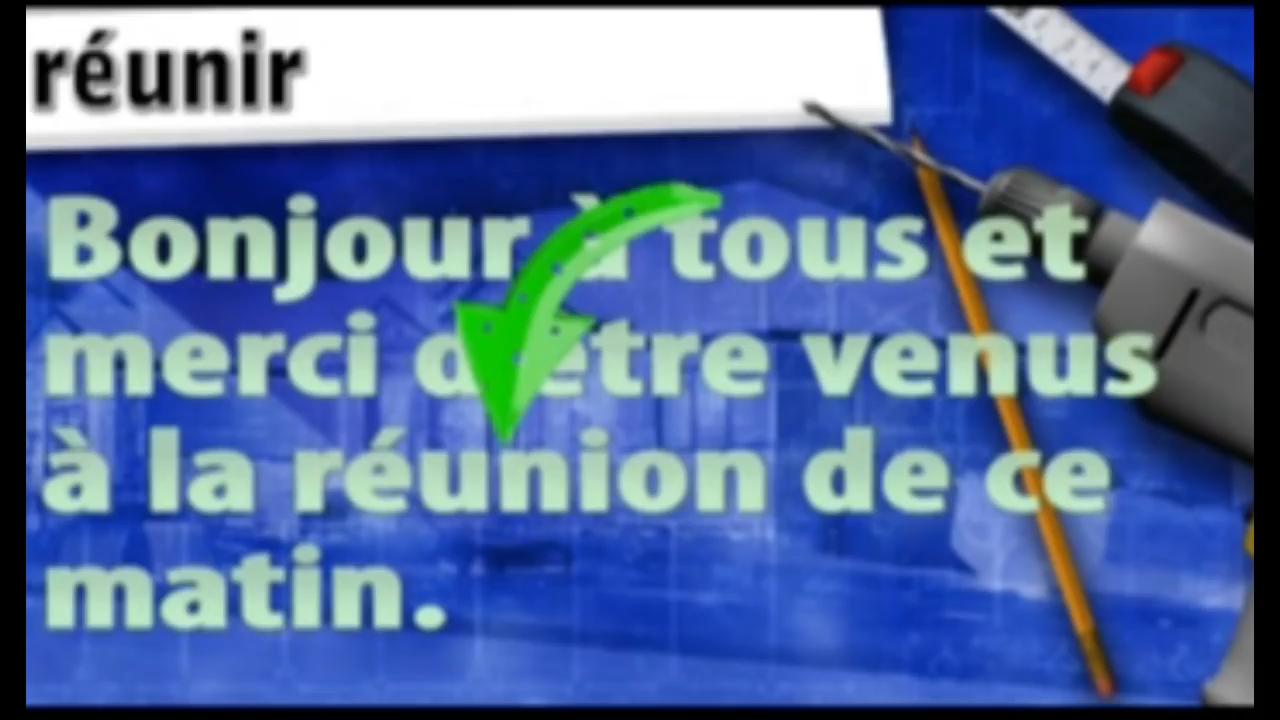 réunir
Bonjour à tous et
merci d'être venus
à la réunion de ce
matin.